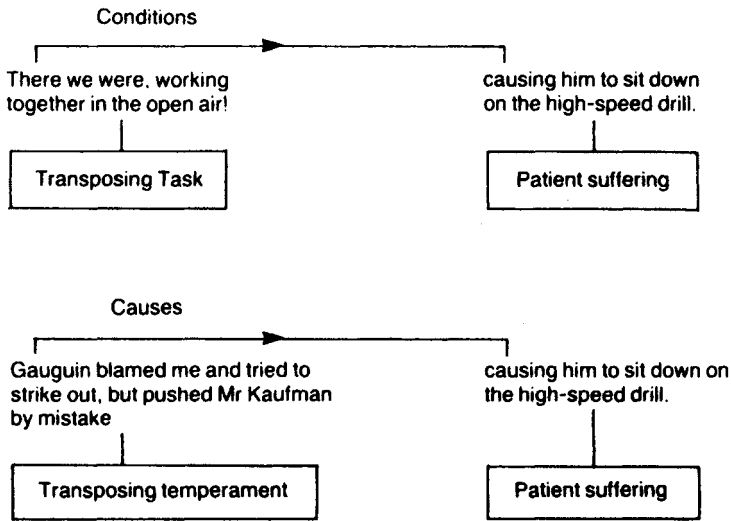 Conditions
There we were, working
together in the open air!
causing him to sit down
on the high-speed drill.
Transposing Task
Patient suffering
Causes
Gauguin blamed me and tried to
strike out, but pushed Mr Kaufman
by mistake
causing him to sit down on
the high-speed drill.
Transposing temperament
Patient suffering